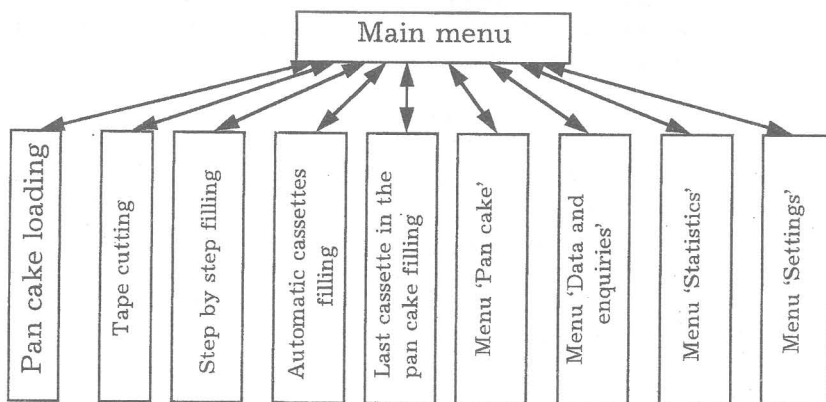 Main menu
Pan cake loading
Tape cutting
Step by step filling
Automatic cassettes
filling
Last cassette in the
pan cake filling
Menu ‘Pan cake’
Menu ‘Data and
enquiries’
Menu ‘Statistics’
Menu ‘Settings’